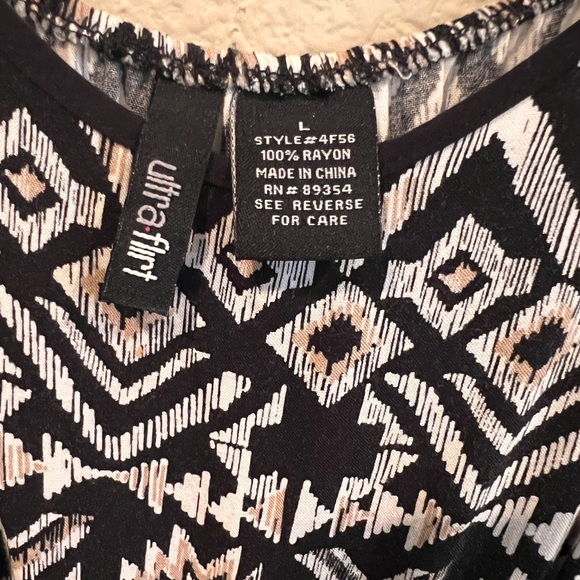 ultra flirt
L
STYLE#4F56
100% RAYON
MADE IN CHINA
RN# 89354
SEE REVERSE
FOR CARE